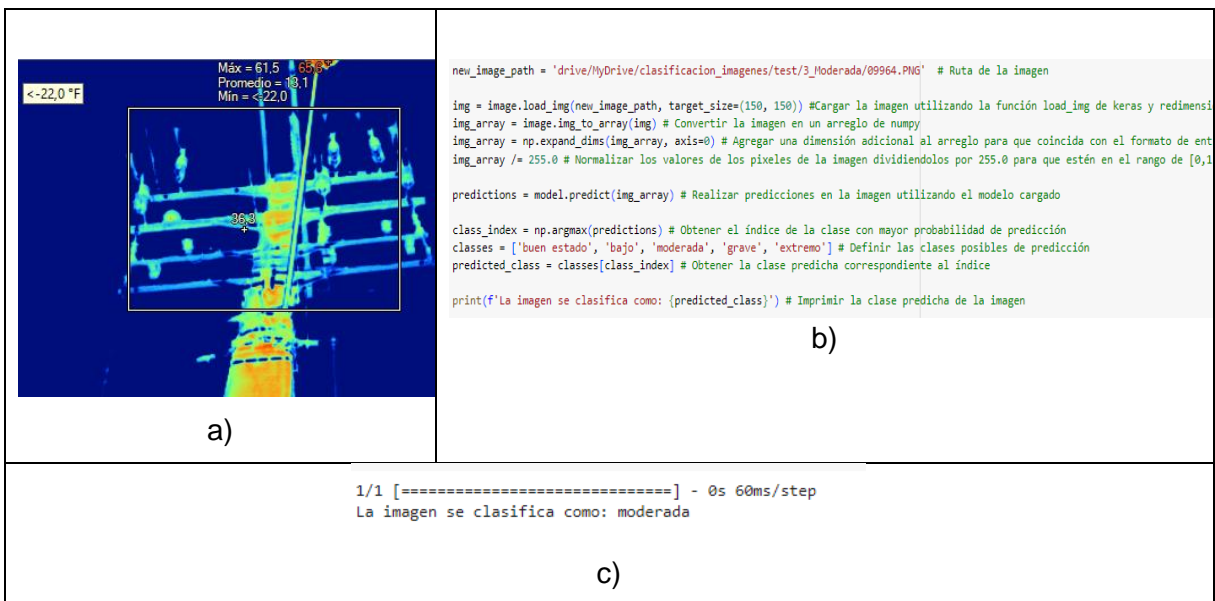 Máx = 61,5 65,3
Promedio = 13,1
Mín = <-22,0
<-22,0 °F
36,3
a)
new_image_path = 'drive/MyDrive/clasificacion_imagenes/test/3_Moderada/09964.PNG' # Ruta de la imagen
img = image.load_img(new_image_path, target_size=(150, 150)) #Cargar la imagen utilizando la función load_img de keras y redimensi
img_array = image.img_to_array(img) # Convertir la imagen en un arreglo de numpy
img_array = np.expand_dims(img_array, axis=0) # Agregar una dimensión adicional al arreglo para que coincida con el formato de ent
img_array /= 255.0 # Normalizar los valores de los pixeles de la imagen dividiendolos por 255.0 para que estén en el rango de [0,1
predictions = model.predict(img_array) # Realizar predicciones en la imagen utilizando el modelo cargado
class_index = np.argmax(predictions) # Obtener el índice de la clase con mayor probabilidad de predicción
classes = ['buen estado', 'bajo', 'moderada', 'grave', 'extremo'] # Definir las clases posibles de predicción
predicted_class = classes[class_index] # Obtener la clase predicha correspondiente al índice
print(f'La imagen se clasifica como: {predicted_class}') # Imprimir la clase predicha de la imagen
b)
1/1 [==============================] - 0s 60ms/step
La imagen se clasifica como: moderada
c)